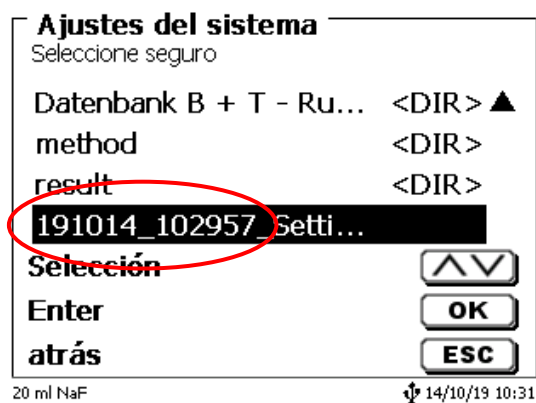 Ajustes del sistema
Seleccione seguro
Datenbank B + T - Ru... <DIR> ▲
method <DIR>
result <DIR>
191014_102957_Setti...
Selección
Enter OK
atrás ESC
20 ml NaF 14/10/19 10:31